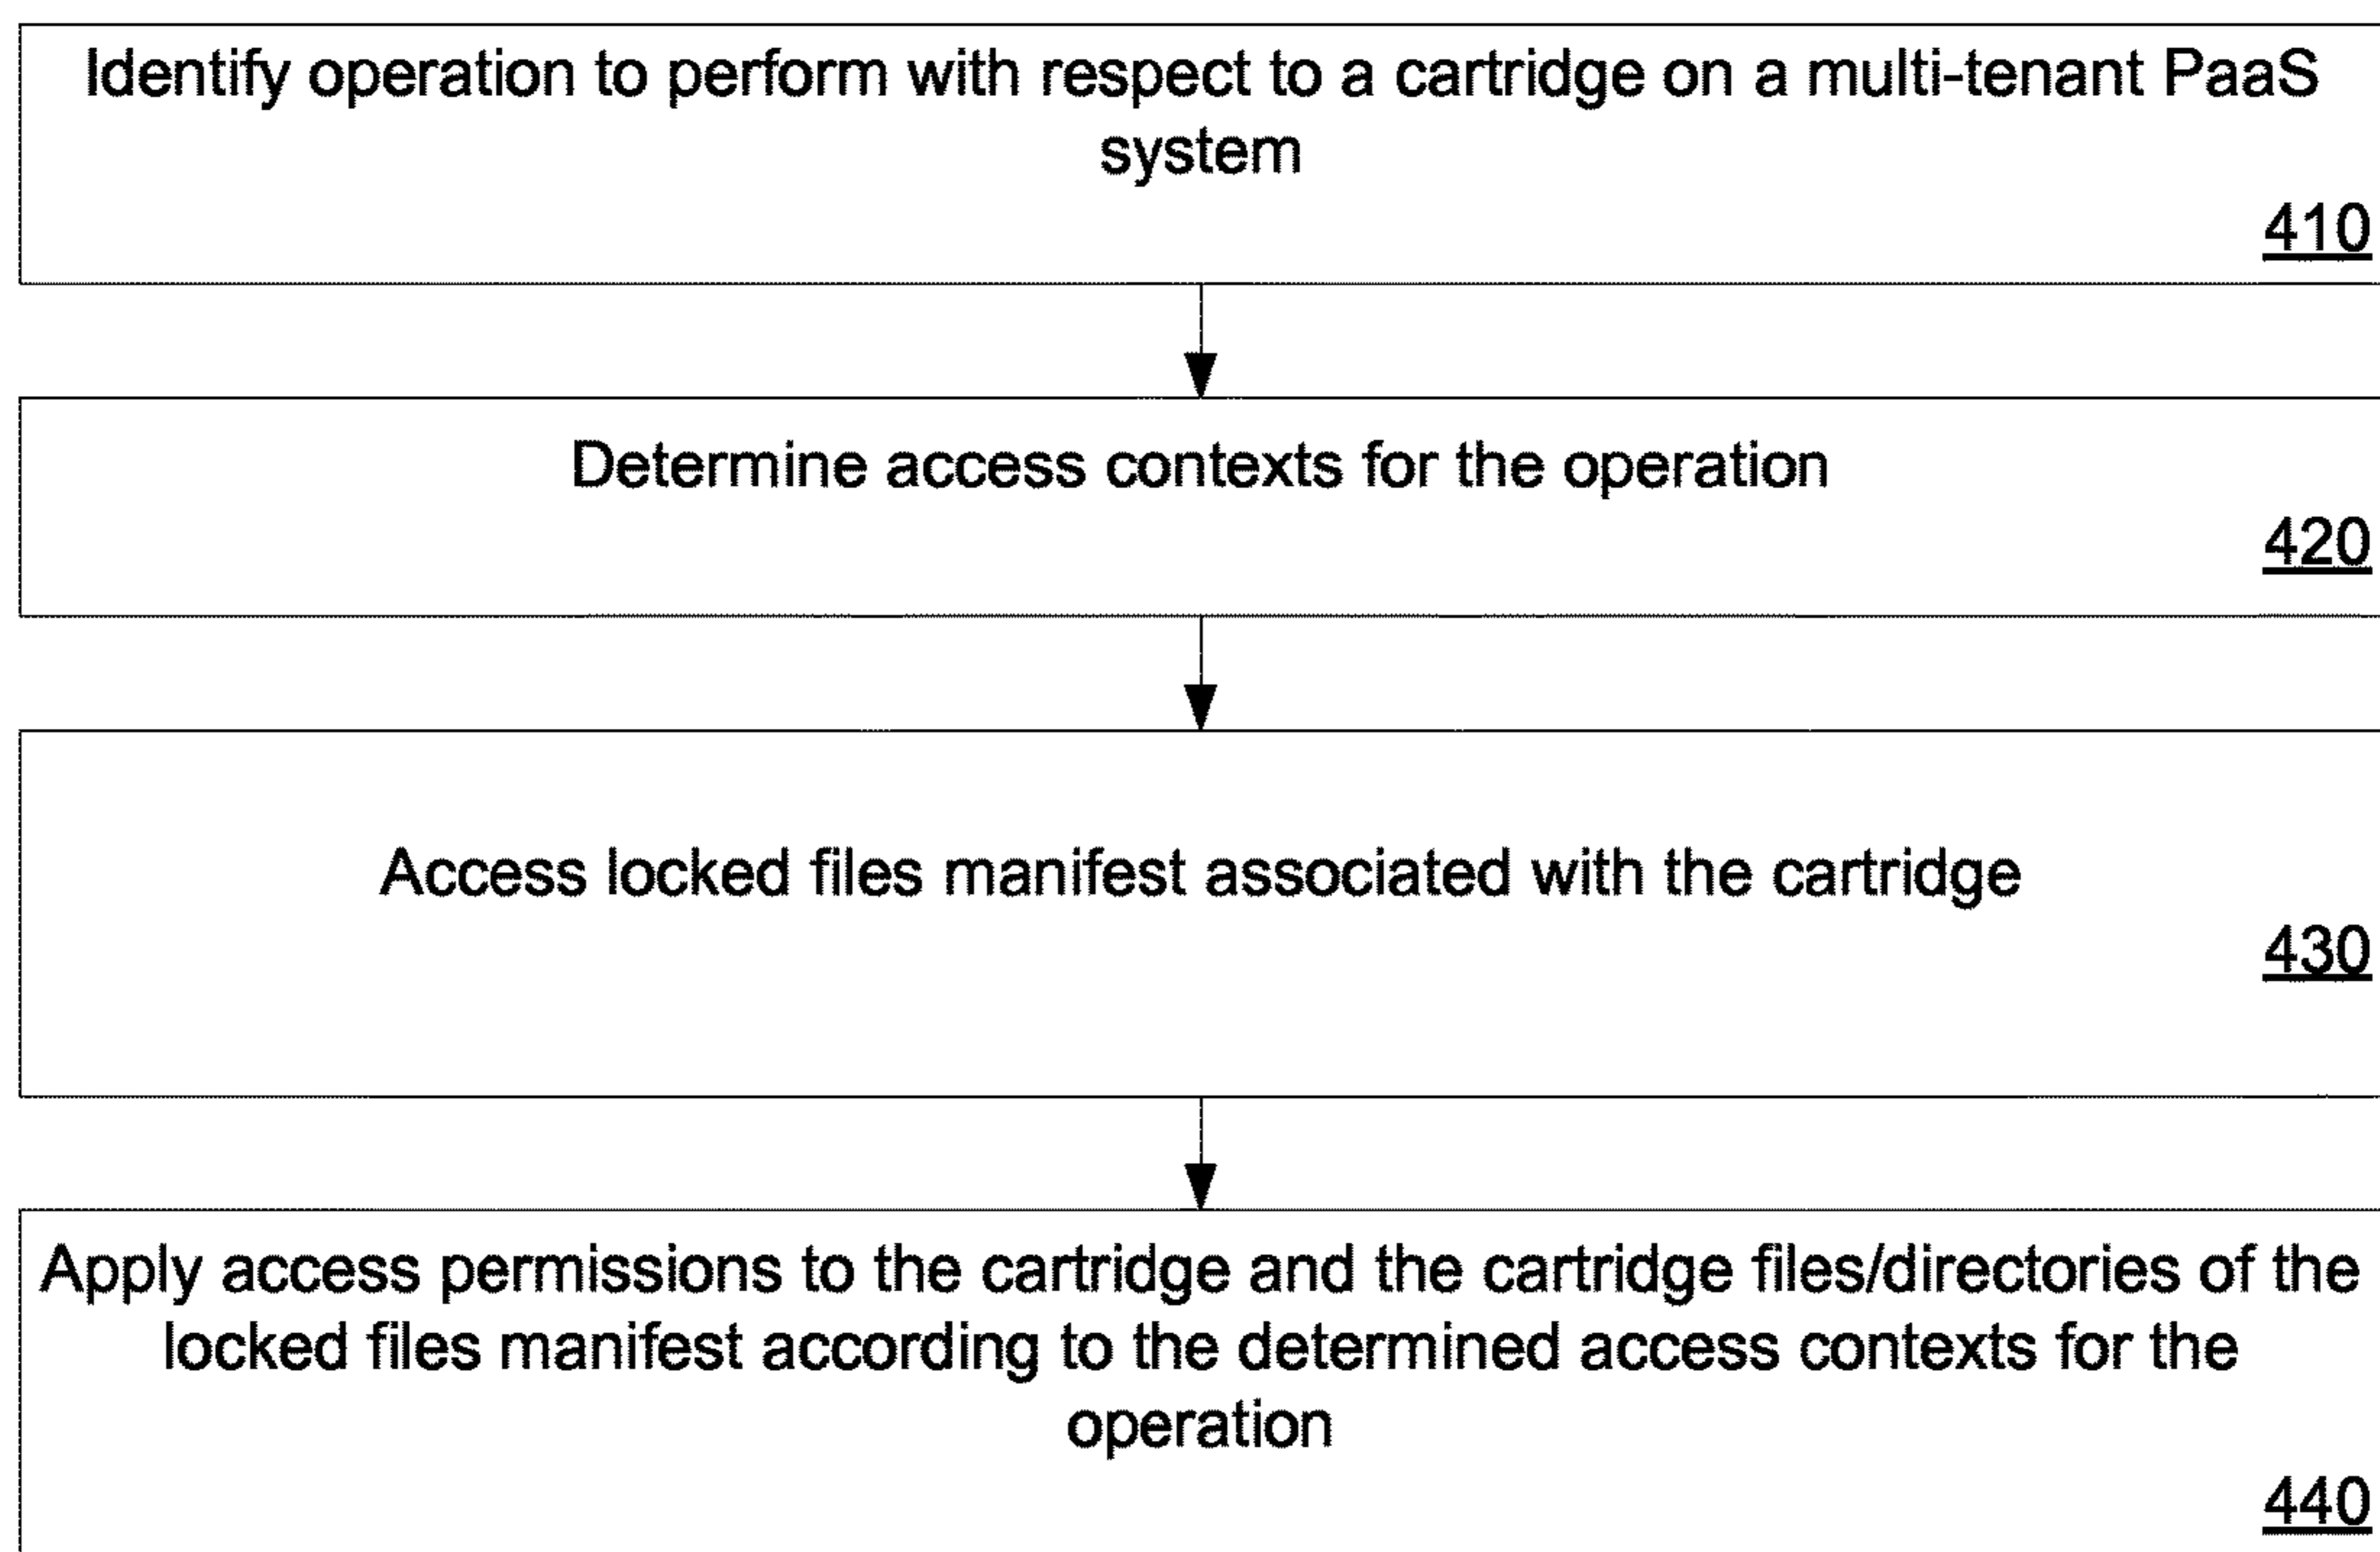 Identify operation to perform with respect to a cartridge on a multi-tenant PaaS
system
410
Determine access contexts for the operation
420
Access locked files manifest associated with the cartridge
430
Apply access permissions to the cartridge and the cartridge files/directories of the
locked files manifest according to the determined access contexts for the
operation
440